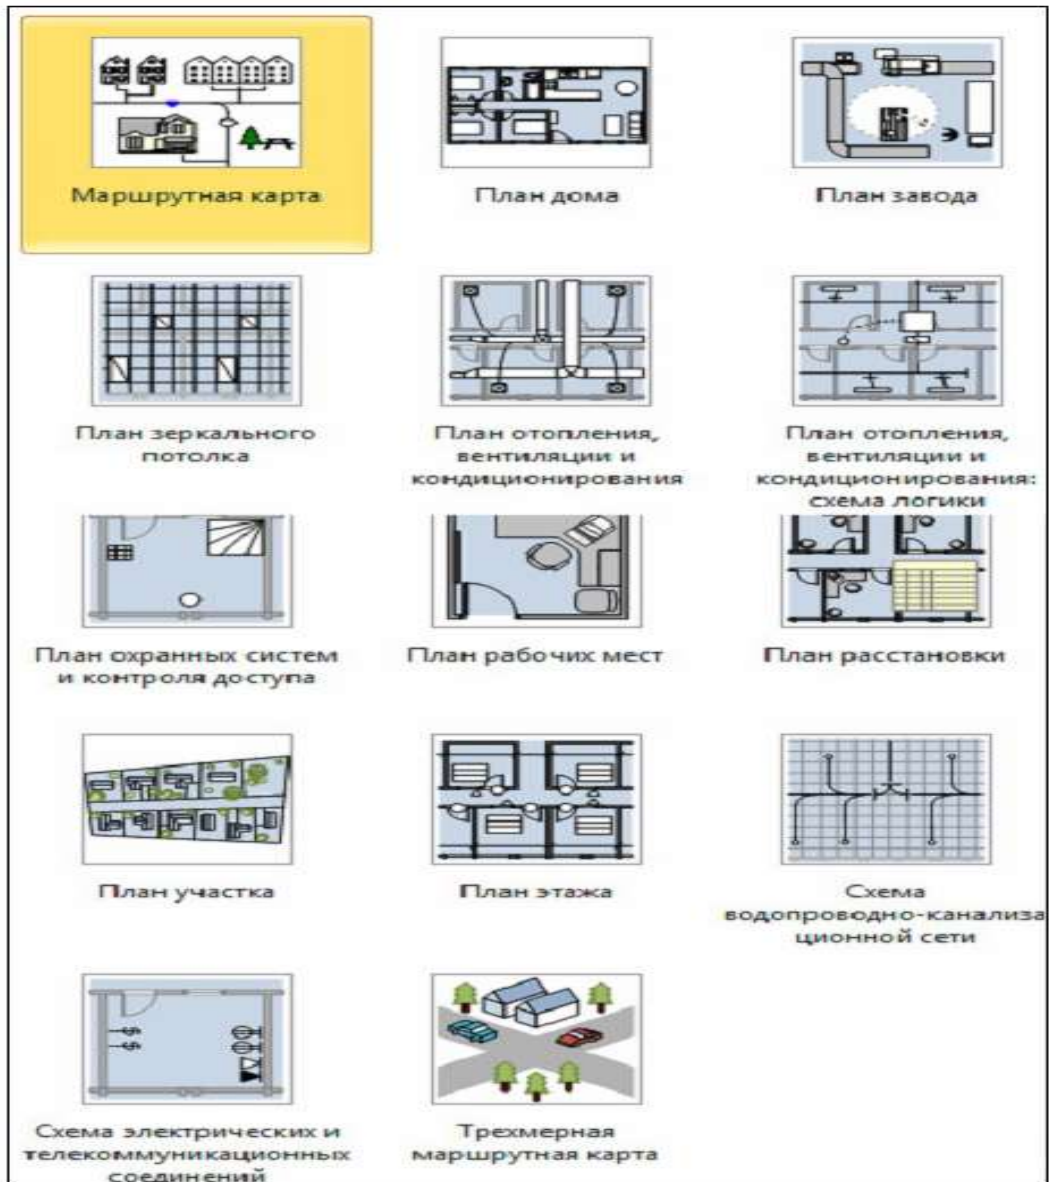 Маршрутная карта
План дома
План завода
План зеркального
потолка
План отопления,
вентиляции и
кондиционирования
План отопления,
вентиляции и
кондиционирования:
схема логики
План охранных систем
и контроля доступа
План рабочих мест
План расстановки
План участка
План этажа
Схема
водопроводно-канализа
ционной сети
Схема электрических и
телекоммуникационных
соединений
Трехмерная
маршрутная карта